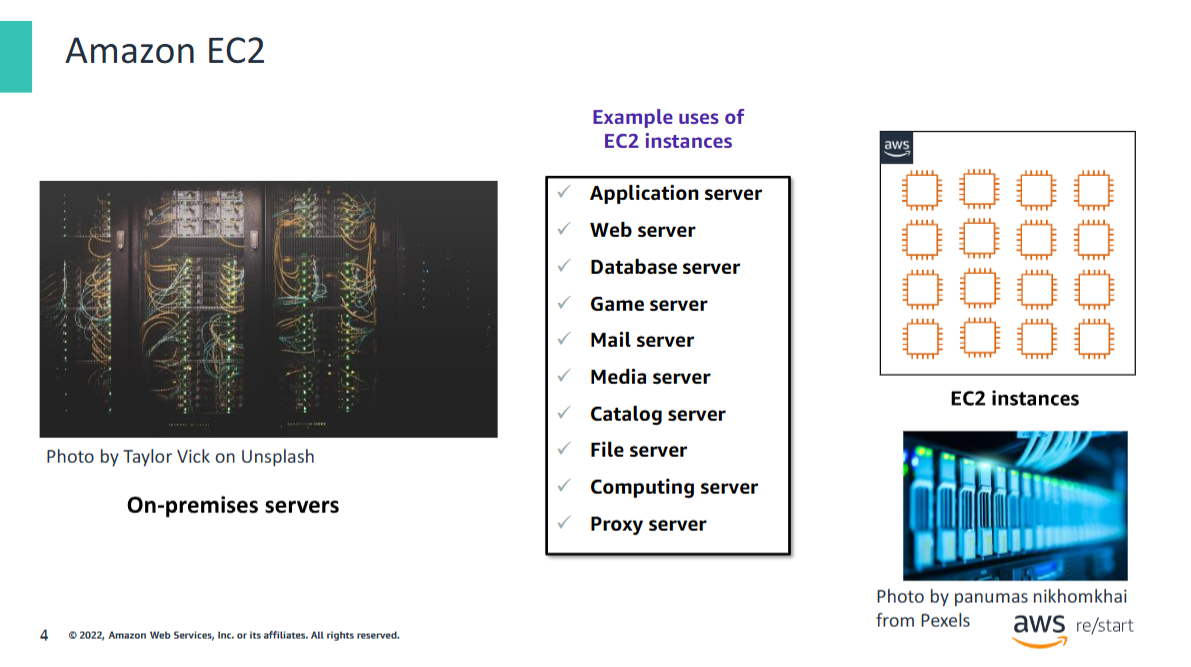 Amazon EC2
Photo by Taylor Vick on Unsplash
On-premises servers
Example uses of
EC2 instances
Application server
Web server
Database server
Game server
Mail server
Media server
Catalog server
File server
Computing server
Proxy server
aws
EC2 instances
Photo by panumas nikhomkhai
from Pexels
4 © 2022, Amazon Web Services, Inc. or its affiliates. All rights reserved.
aws re/start